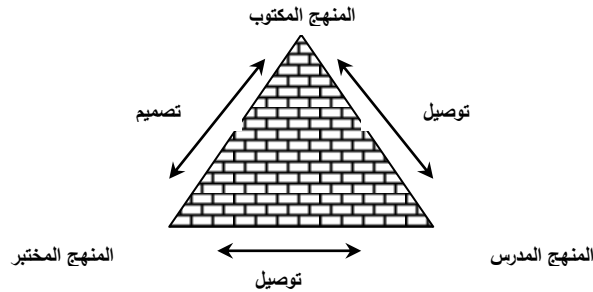 المنهج المكتوب
توصيل
تصميم
المنهج المدرس
المنهج المختبر
توصيل